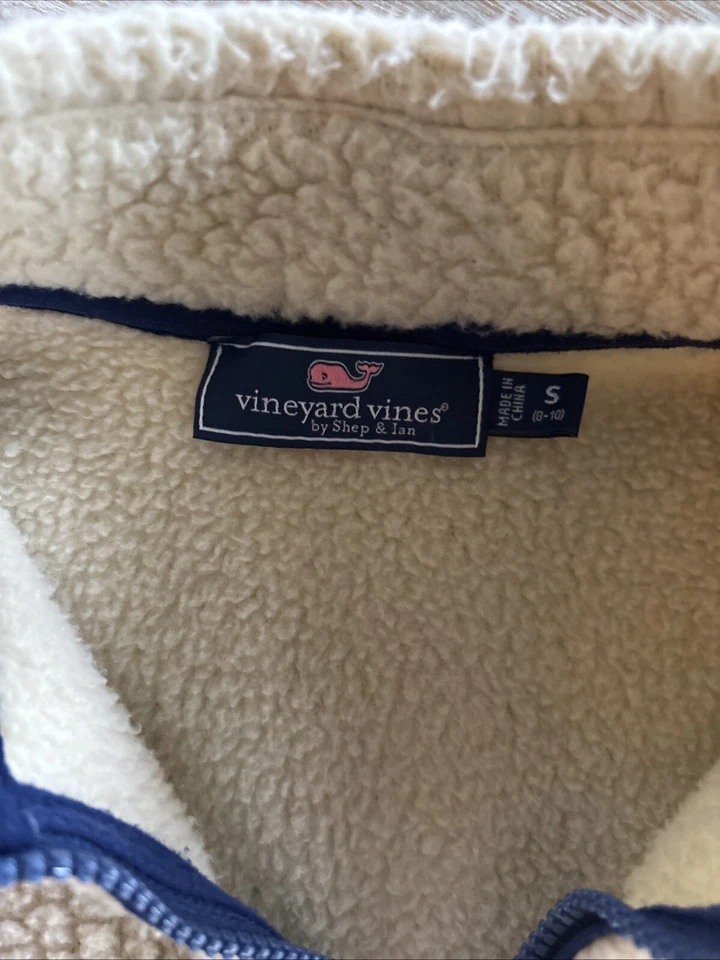 vineyard vines®
by Shep & Ian
MADE IN
CHINA
S
(8-10)